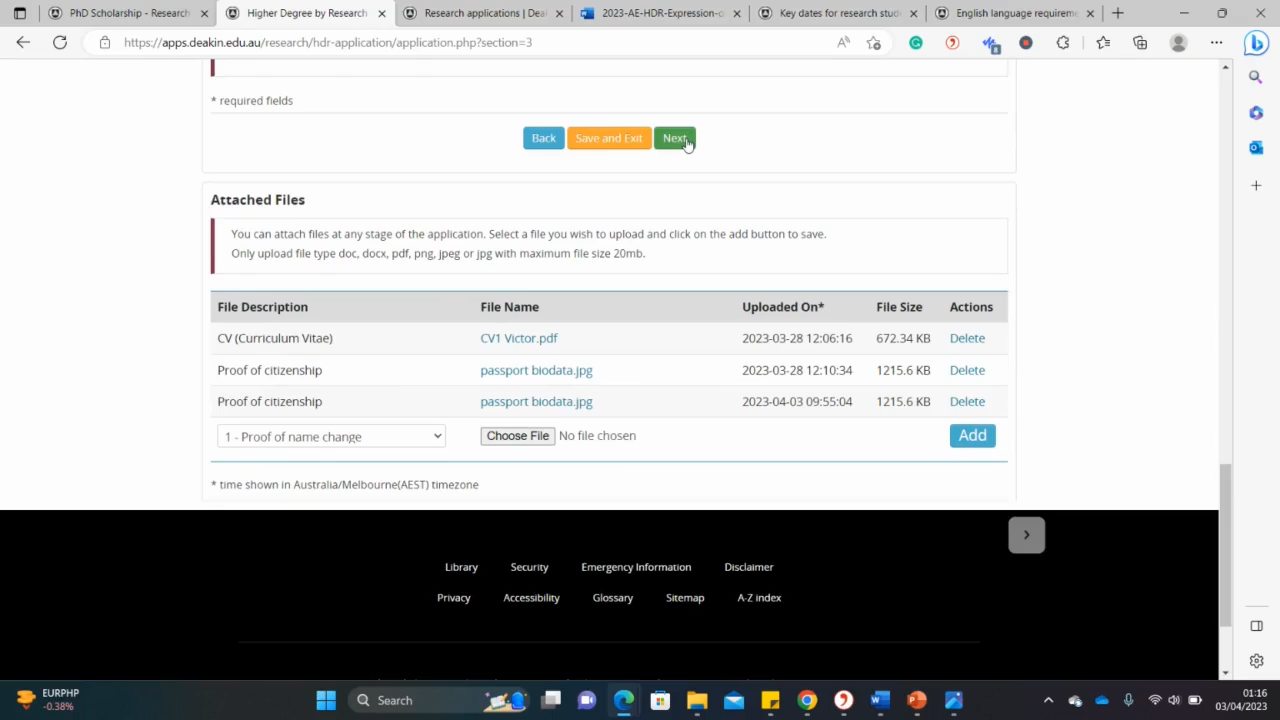 PhD Scholarship - Research
Higher Degree by Research
Research applications | Dea
2023-AE-HDR-Expression-o
Key dates for research stude
English language requireme
https://apps.deakin.edu.au/research/hdr-application/application.php?section=3
8
* required fields
Back
Save and Exit
Next
Attached Files
You can attach files at any stage of the application. Select a file you wish to upload and click on the add button to save.
Only upload file type doc, docx, pdf, png, jpeg or jpg with maximum file size 20mb.
File Description File Name Uploaded On* File Size Actions
CV (Curriculum Vitae) CV1 Victor.pdf 2023-03-28 12:06:16 672.34 KB Delete
Proof of citizenship passport biodata.jpg 2023-03-28 12:10:34 1215.6 KB Delete
Proof of citizenship passport biodata.jpg 2023-04-03 09:55:04 1215.6 KB Delete
1 - Proof of name change Choose File No file chosen Add
* time shown in Australia/Melbourne(AEST) timezone
Library Security Emergency Information Disclaimer
Privacy Accessibility Glossary Sitemap A-Z index
EURPHP
-0.38%
Search
01:16
03/04/2023